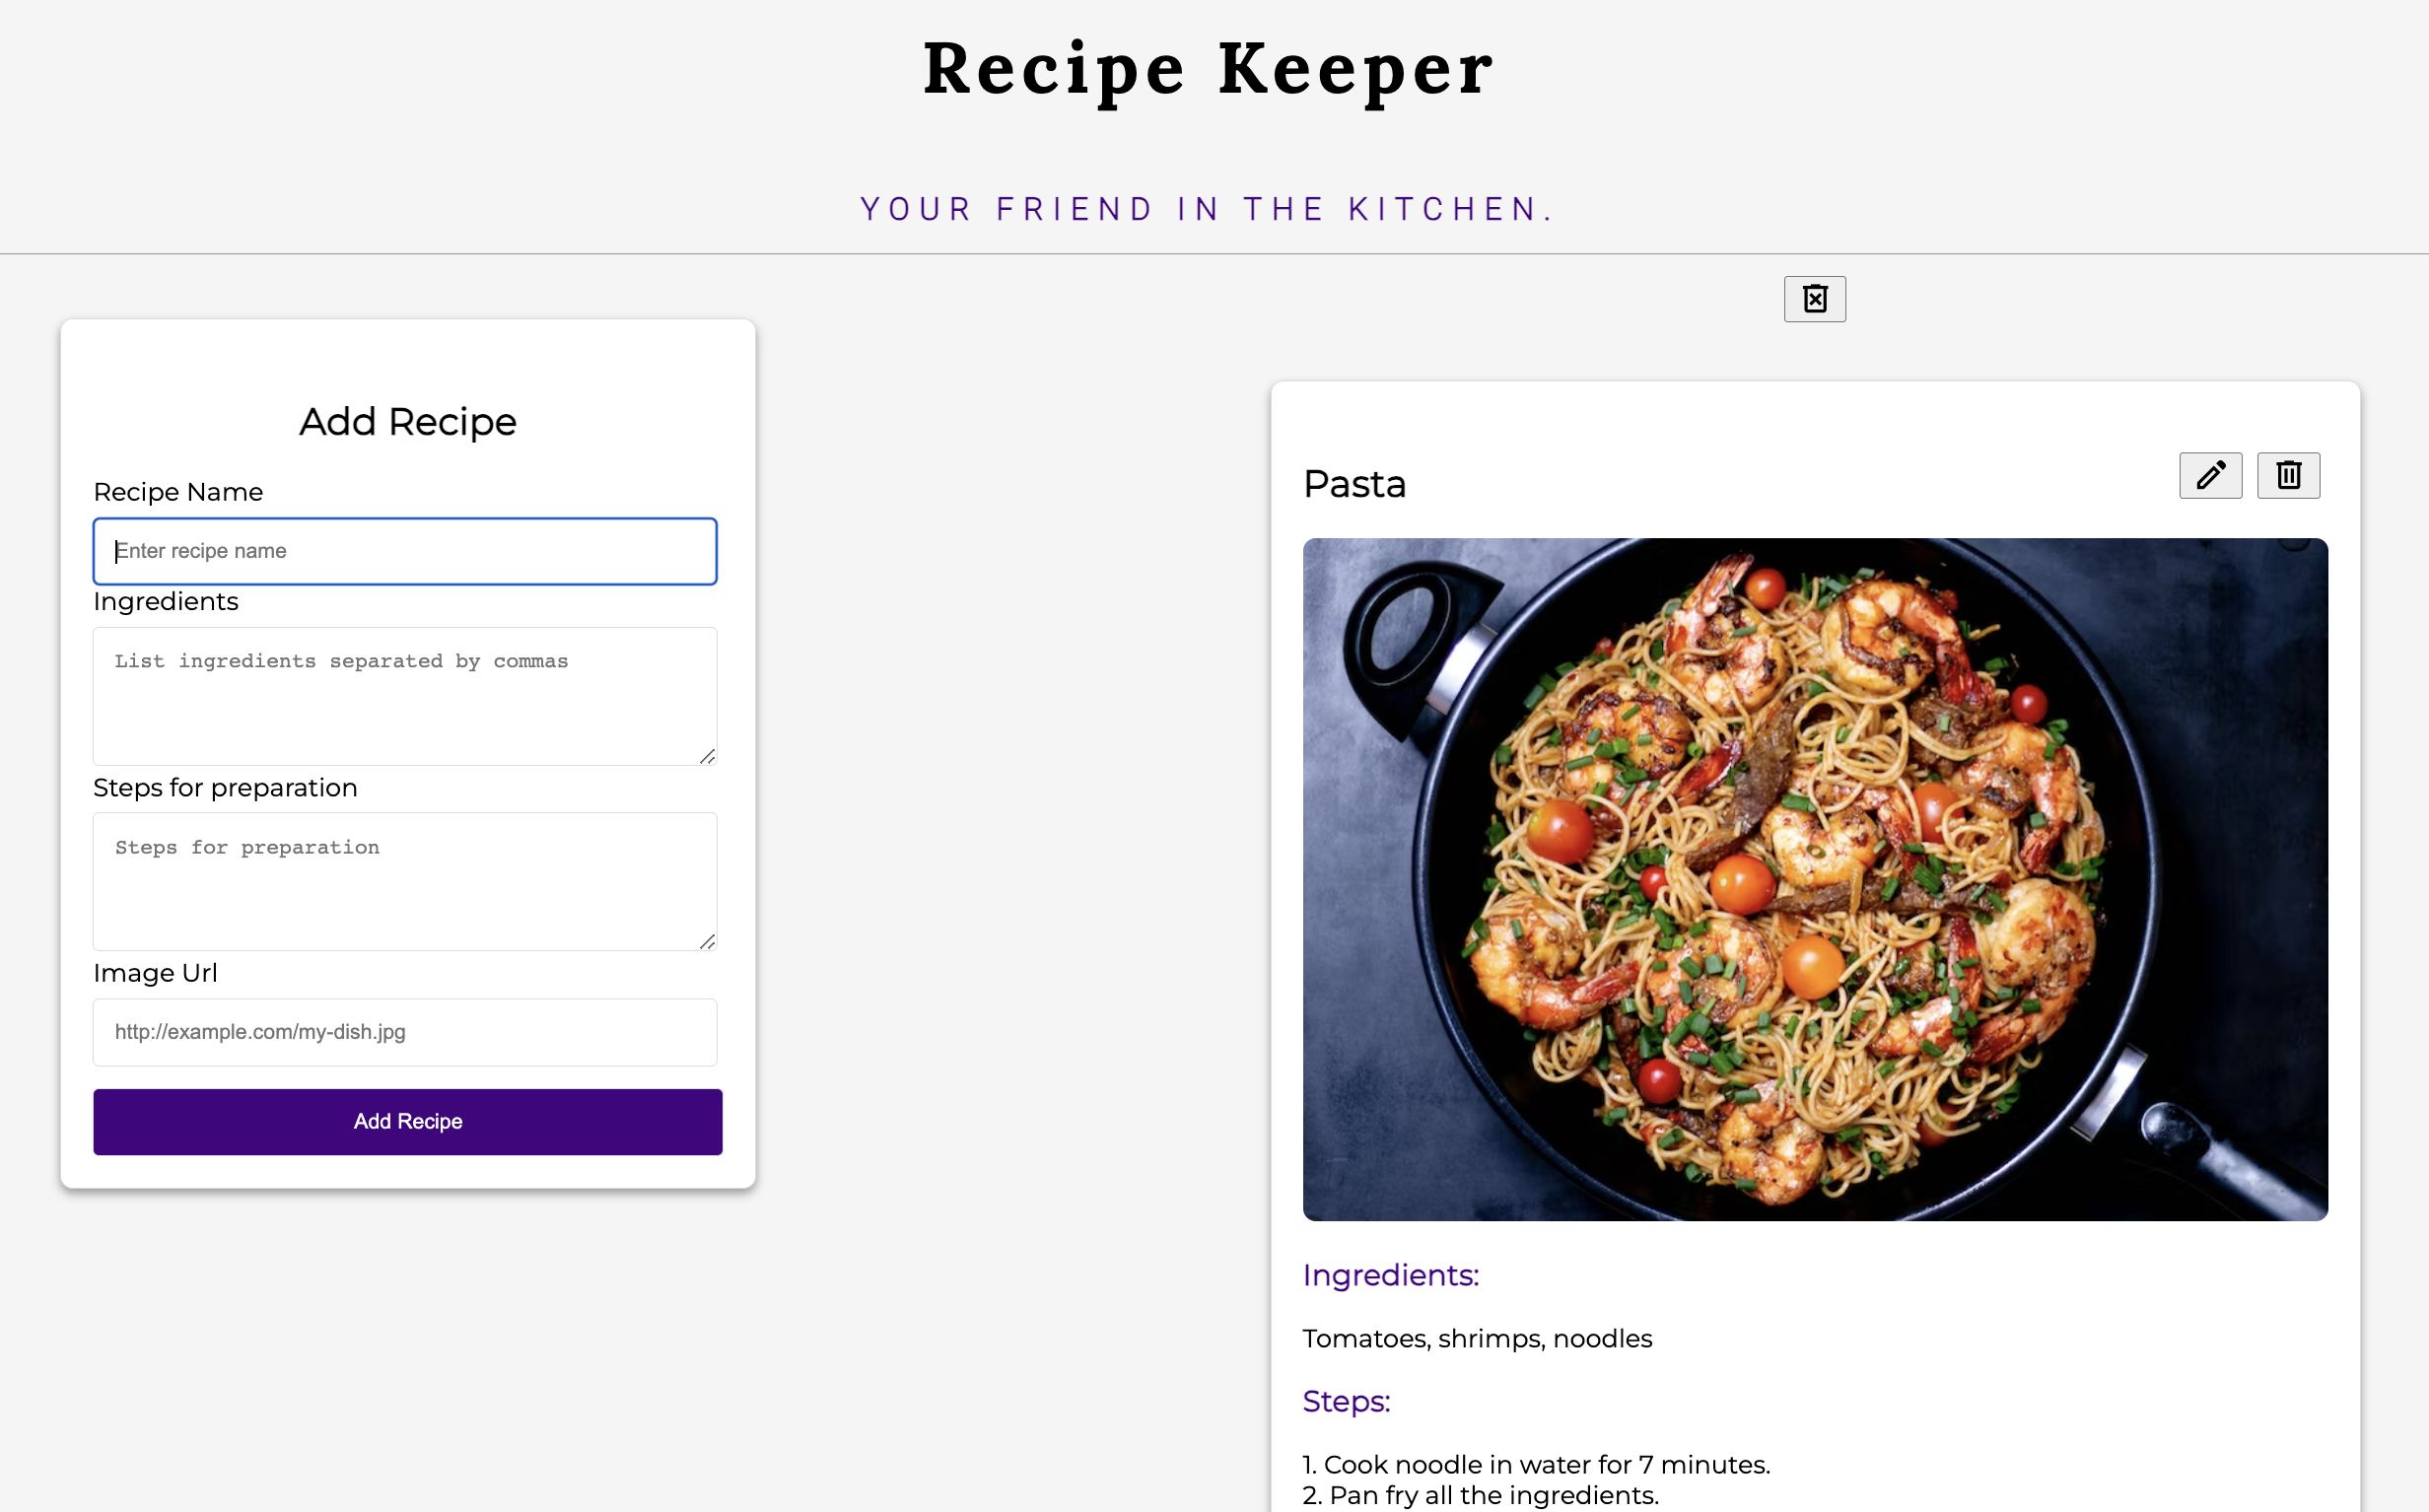 Recipe Keeper
YOUR FRIEND IN THE KITCHEN.
Add Recipe
Recipe Name
Enter recipe name
Ingredients
List ingredients separated by commas
Steps for preparation
Steps for preparation
Image Url
http://example.com/my-dish.jpg
Add Recipe
Pasta
Ingredients:
Tomatoes, shrimps, noodles
Steps:
1. Cook noodle in water for 7 minutes.
2. Pan fry all the ingredients.